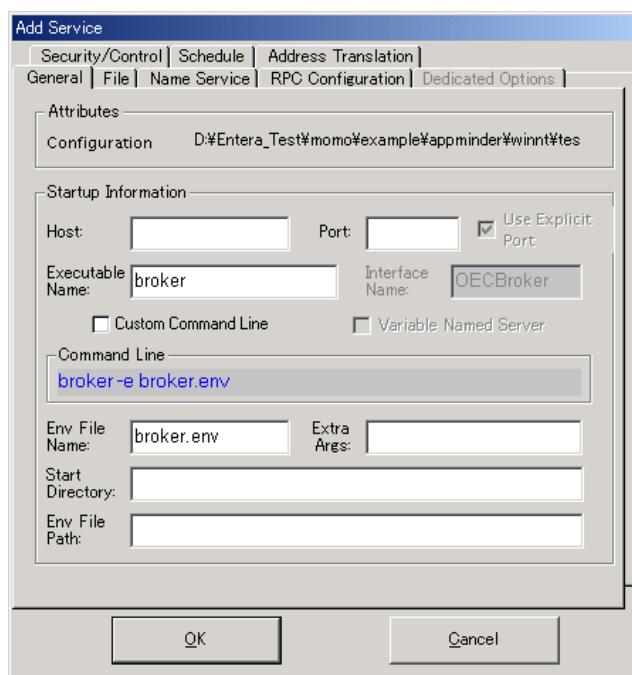 Add Service
Security/Control Schedule Address Translation
General File Name Service RPC Configuration Dedicated Options
Attributes
Configuration D:¥Entera_Test¥momo¥example¥appminder¥winnt¥tes
Startup Information
Host: Port: Use Explicit
Port
Executable
Name: broker Interface
Name: OECBroker
Custom Command Line Variable Named Server
Command Line
broker -e broker.env
Env File
Name: broker.env Extra
Args:
Start
Directory:
Env File
Path:
OK Cancel